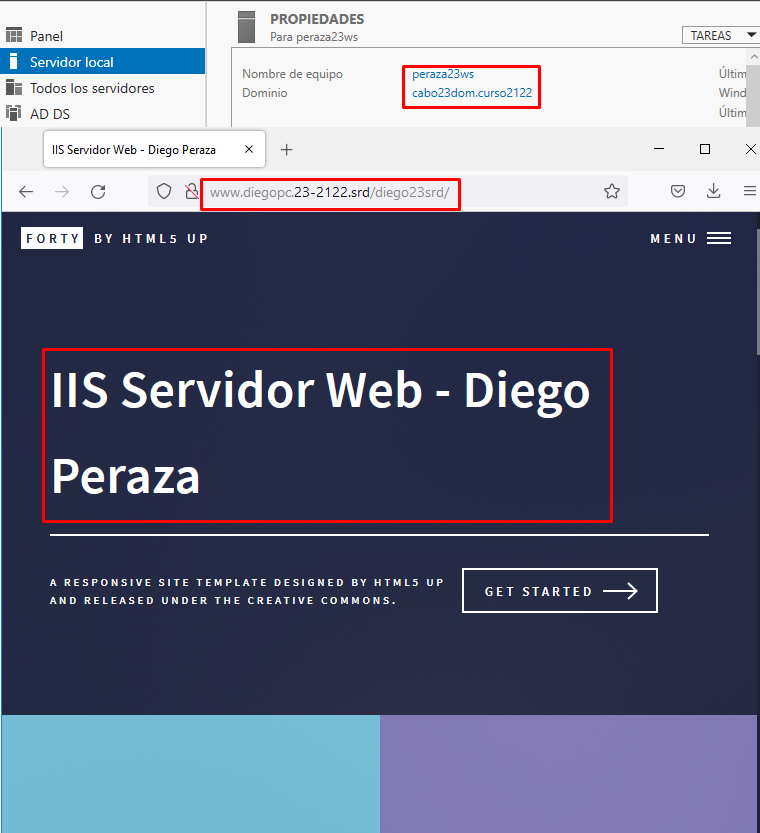 PROPIEDADES
Para peraza23ws
TAREAS
Panel
Servidor local
Todos los servidores
AD DS
Nombre de equipo peraza23ws
Dominio cabo23dom.curso2122
Últim
Wind
Últim
IIS Servidor Web - Diego Peraza
www.diegopc.23-2122.srd/diego23srd/
FORTY BY HTML5 UP
MENU
IIS Servidor Web - Diego
Peraza
A RESPONSIVE SITE TEMPLATE DESIGNED BY HTML5 UP
AND RELEASED UNDER THE CREATIVE COMMONS.
GET STARTED